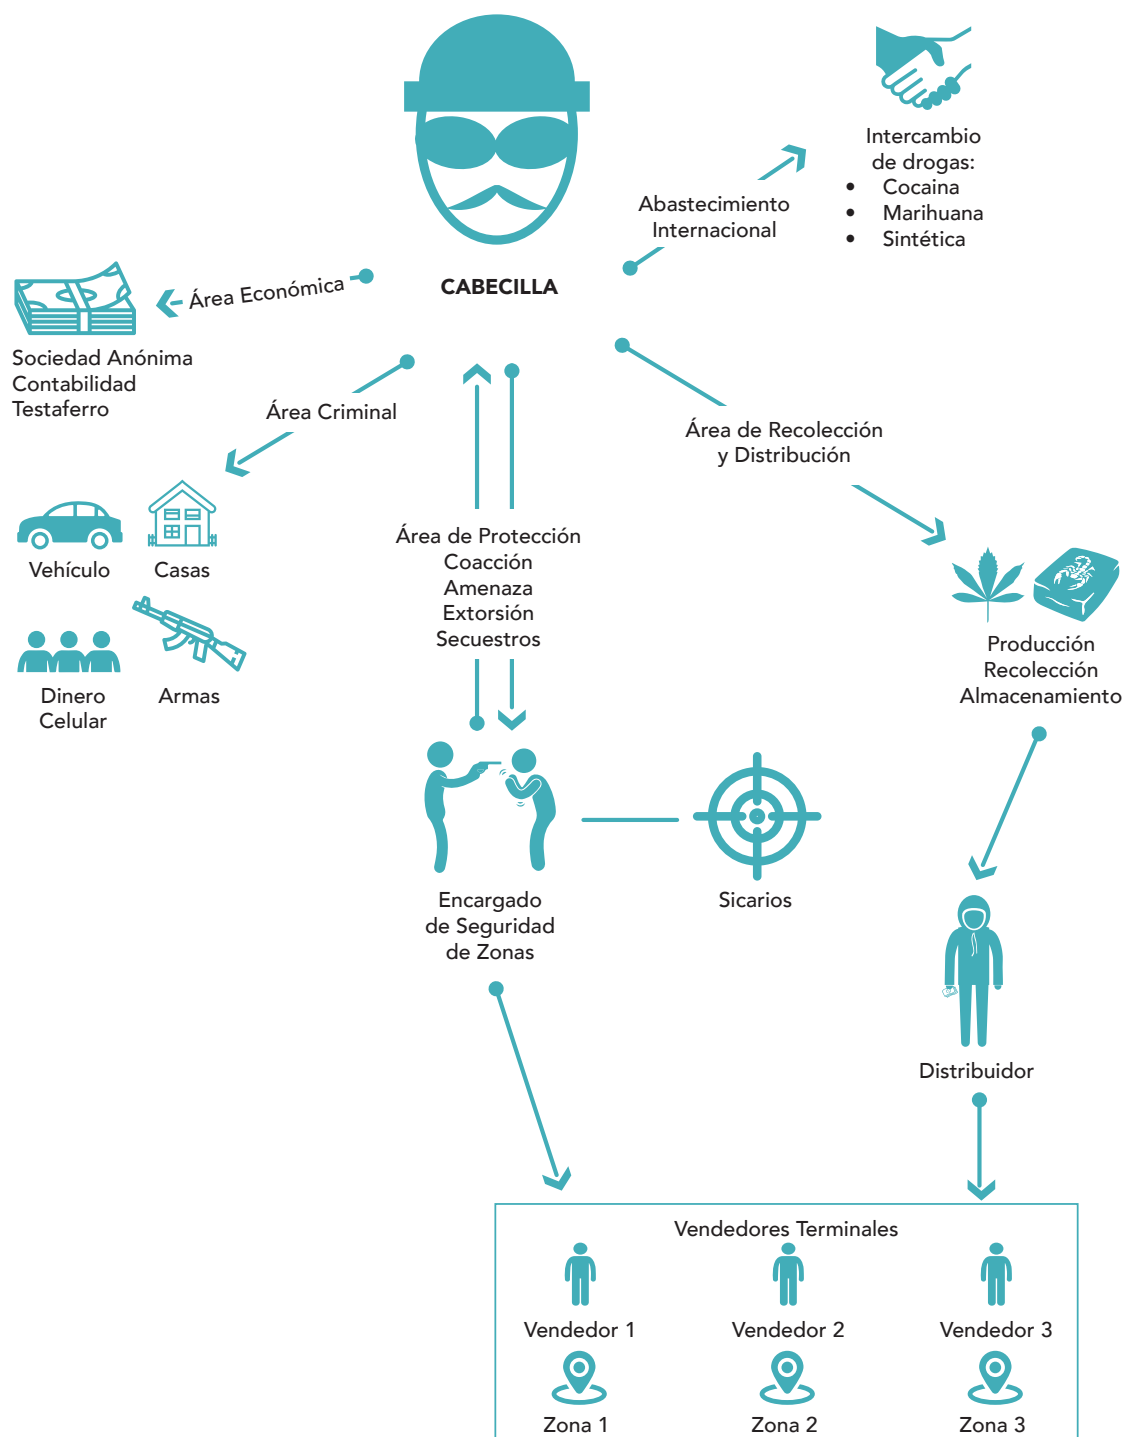 Intercambio
de drogas:
• Cocaina
• Marihuana
• Sintética
Abastecimiento
Internacional
CABECILLA
Área Económica
Sociedad Anónima
Contabilidad
Testaferro
Área Criminal
Área de Recolección
y Distribución
Vehículo
Casas
Dinero
Celular
Armas
Área de Protección
Coacción
Amenaza
Extorsión
Secuestros
Producción
Recolección
Almacenamiento
Encargado
de Seguridad
de Zonas
Sicarios
Distribuidor
Vendedores Terminales
Vendedor 1
Vendedor 2
Vendedor 3
Zona 1
Zona 2
Zona 3